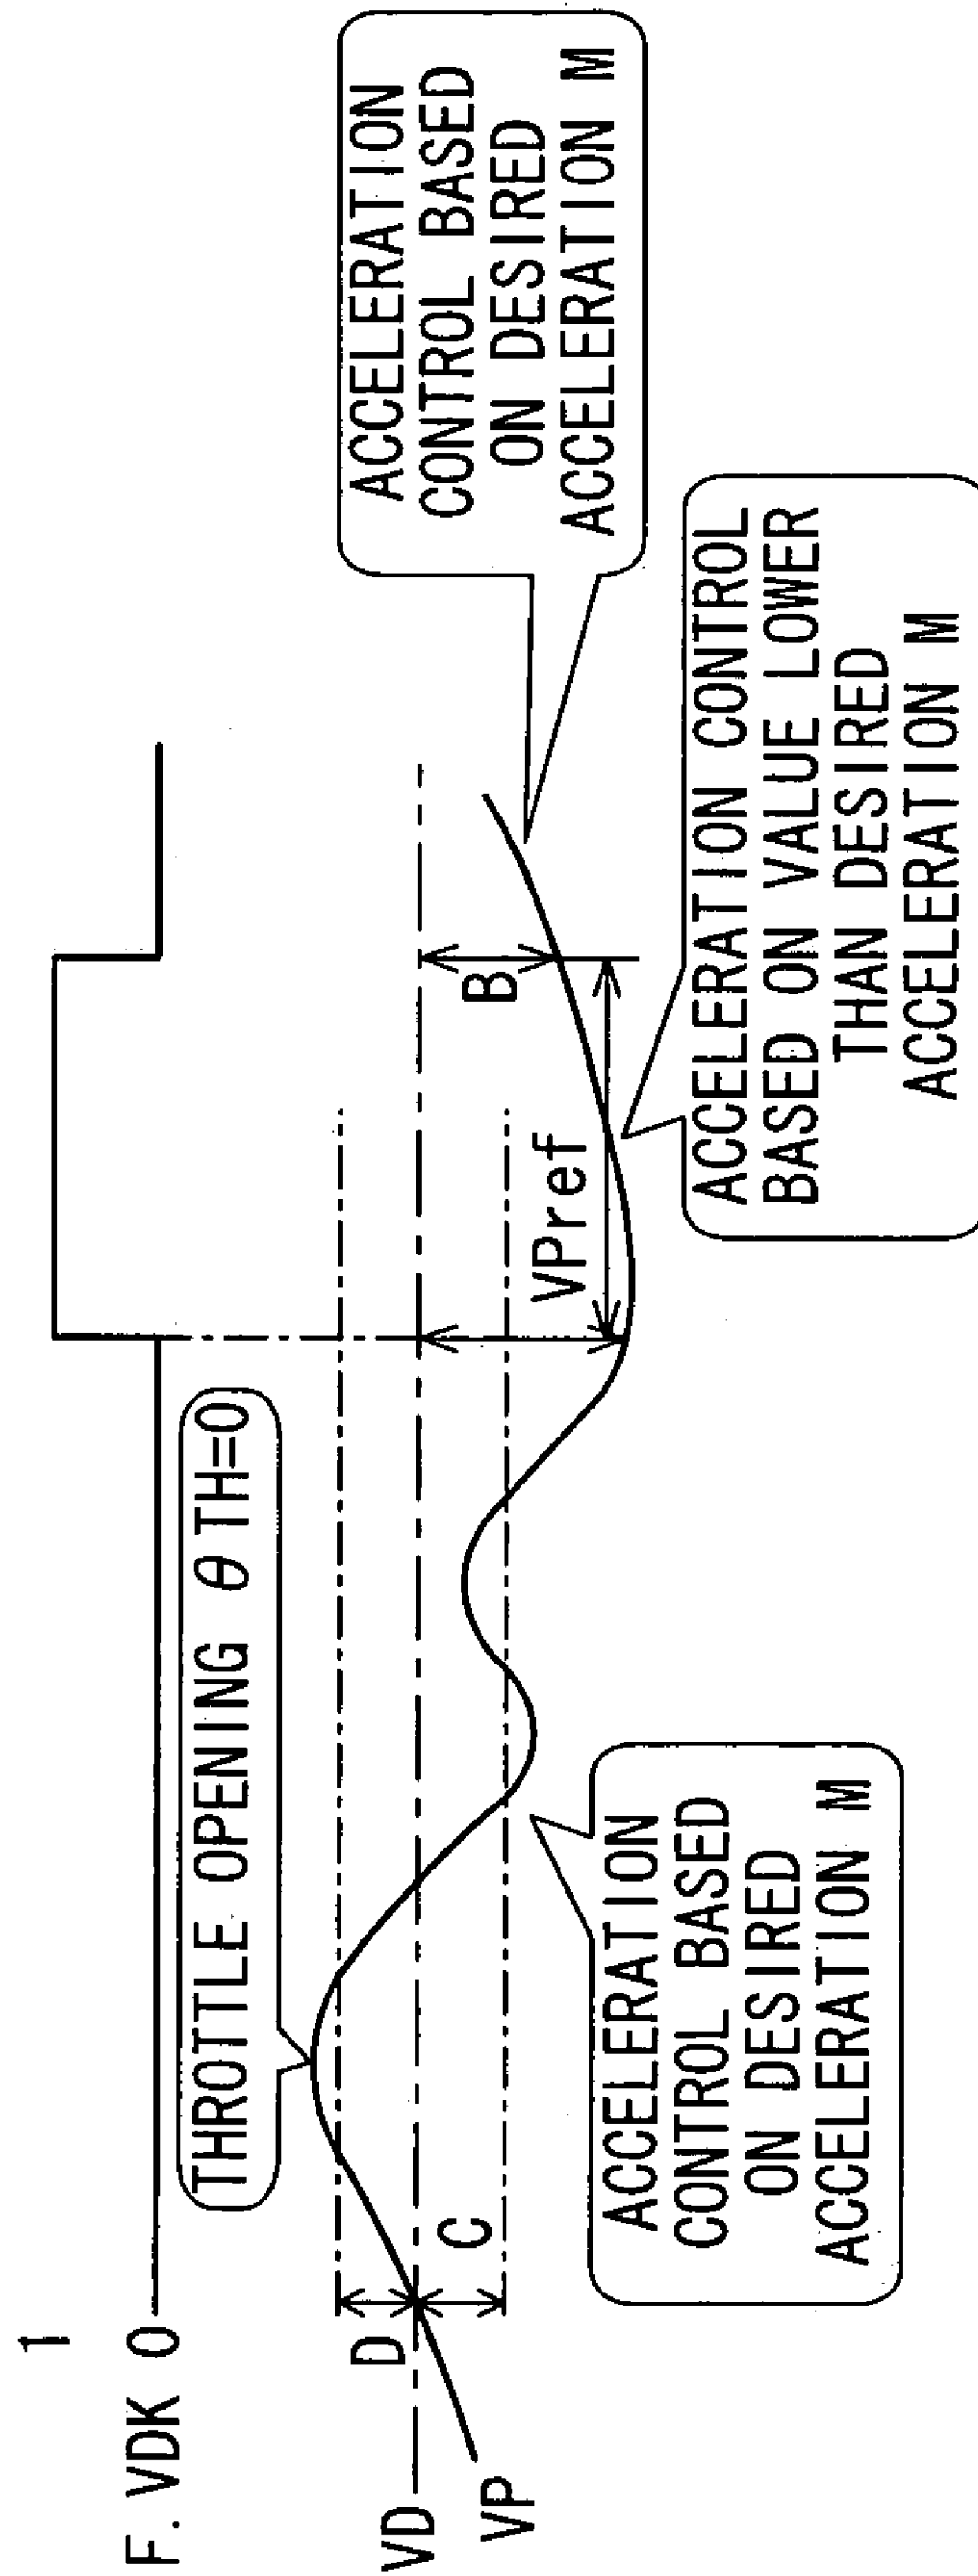 1
F. VDK 0
THROTTLE OPENING θ TH=0
VD
VP
D
C
VPref
B
ACCELERATION
CONTROL BASED
ON DESIRED
ACCELERATION M
ACCELERATION CONTROL
BASED ON VALUE LOWER
THAN DESIRED
ACCELERATION M
ACCELERATION
CONTROL BASED
ON DESIRED
ACCELERATION M